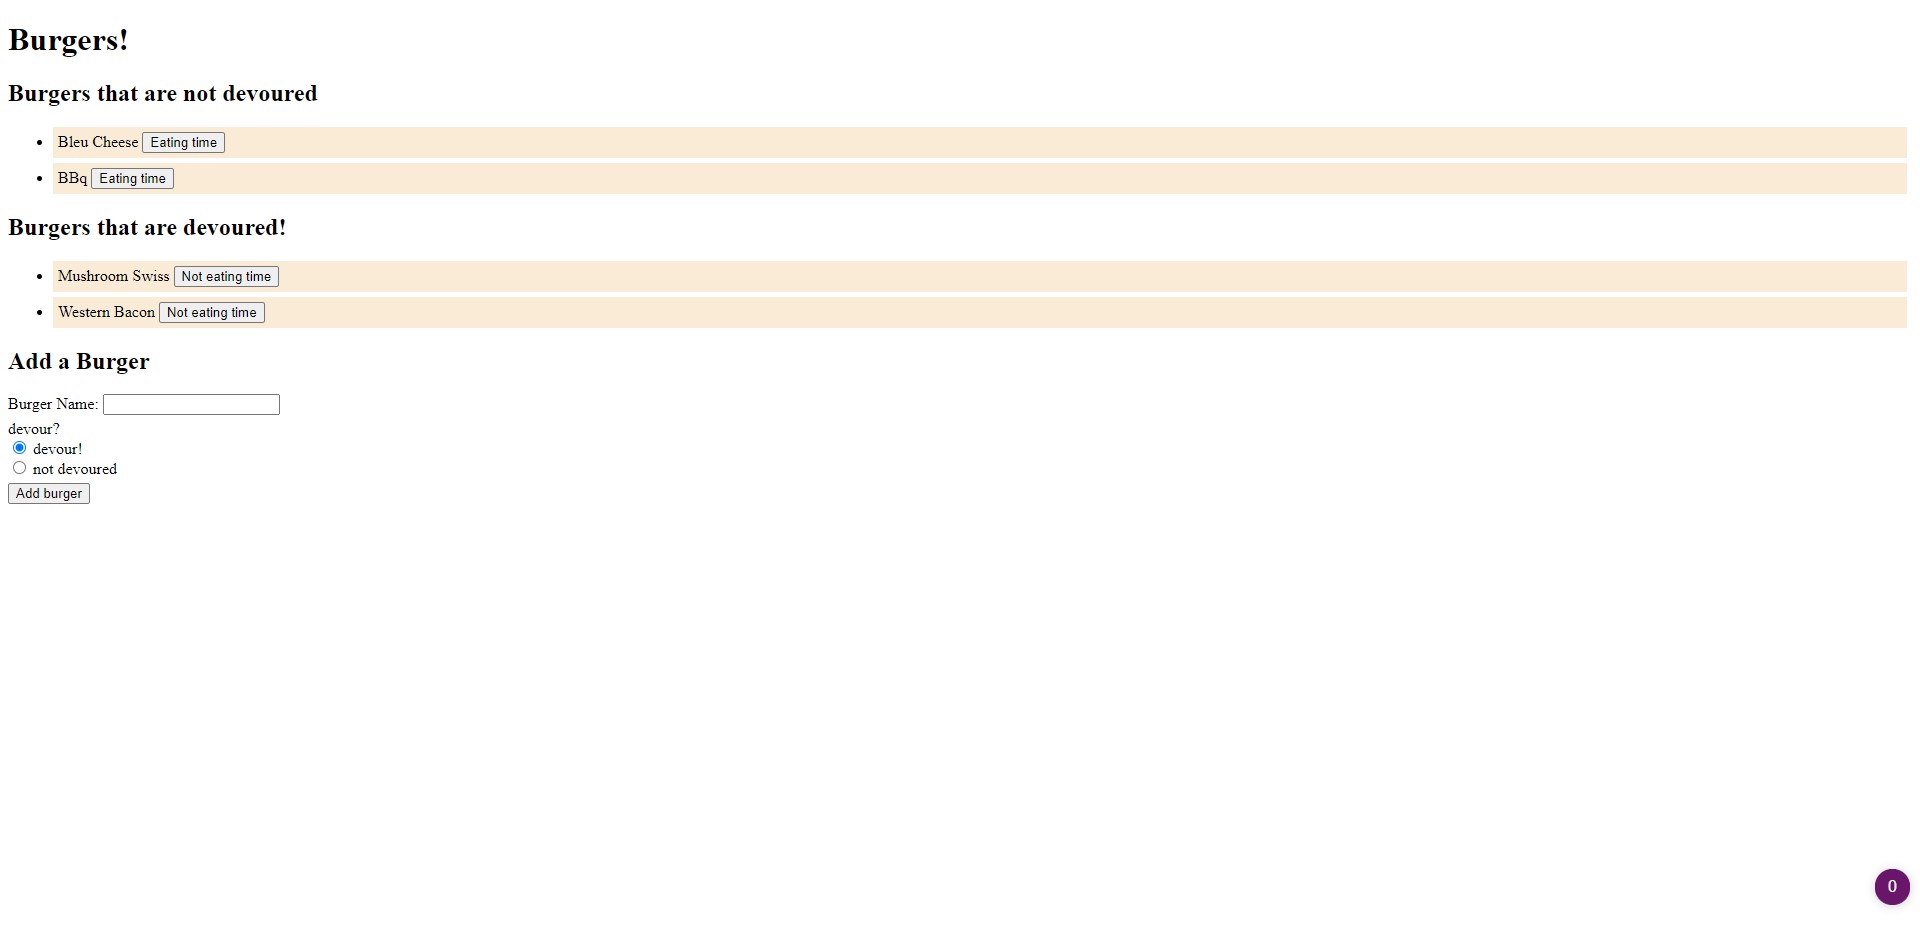 Burgers!
Burgers that are not devoured
Bleu Cheese Eating time
BBq Eating time
Burgers that are devoured!
Mushroom Swiss Not eating time
Western Bacon Not eating time
Add a Burger
Burger Name:
devour?
devour!
not devoured
Add burger
0